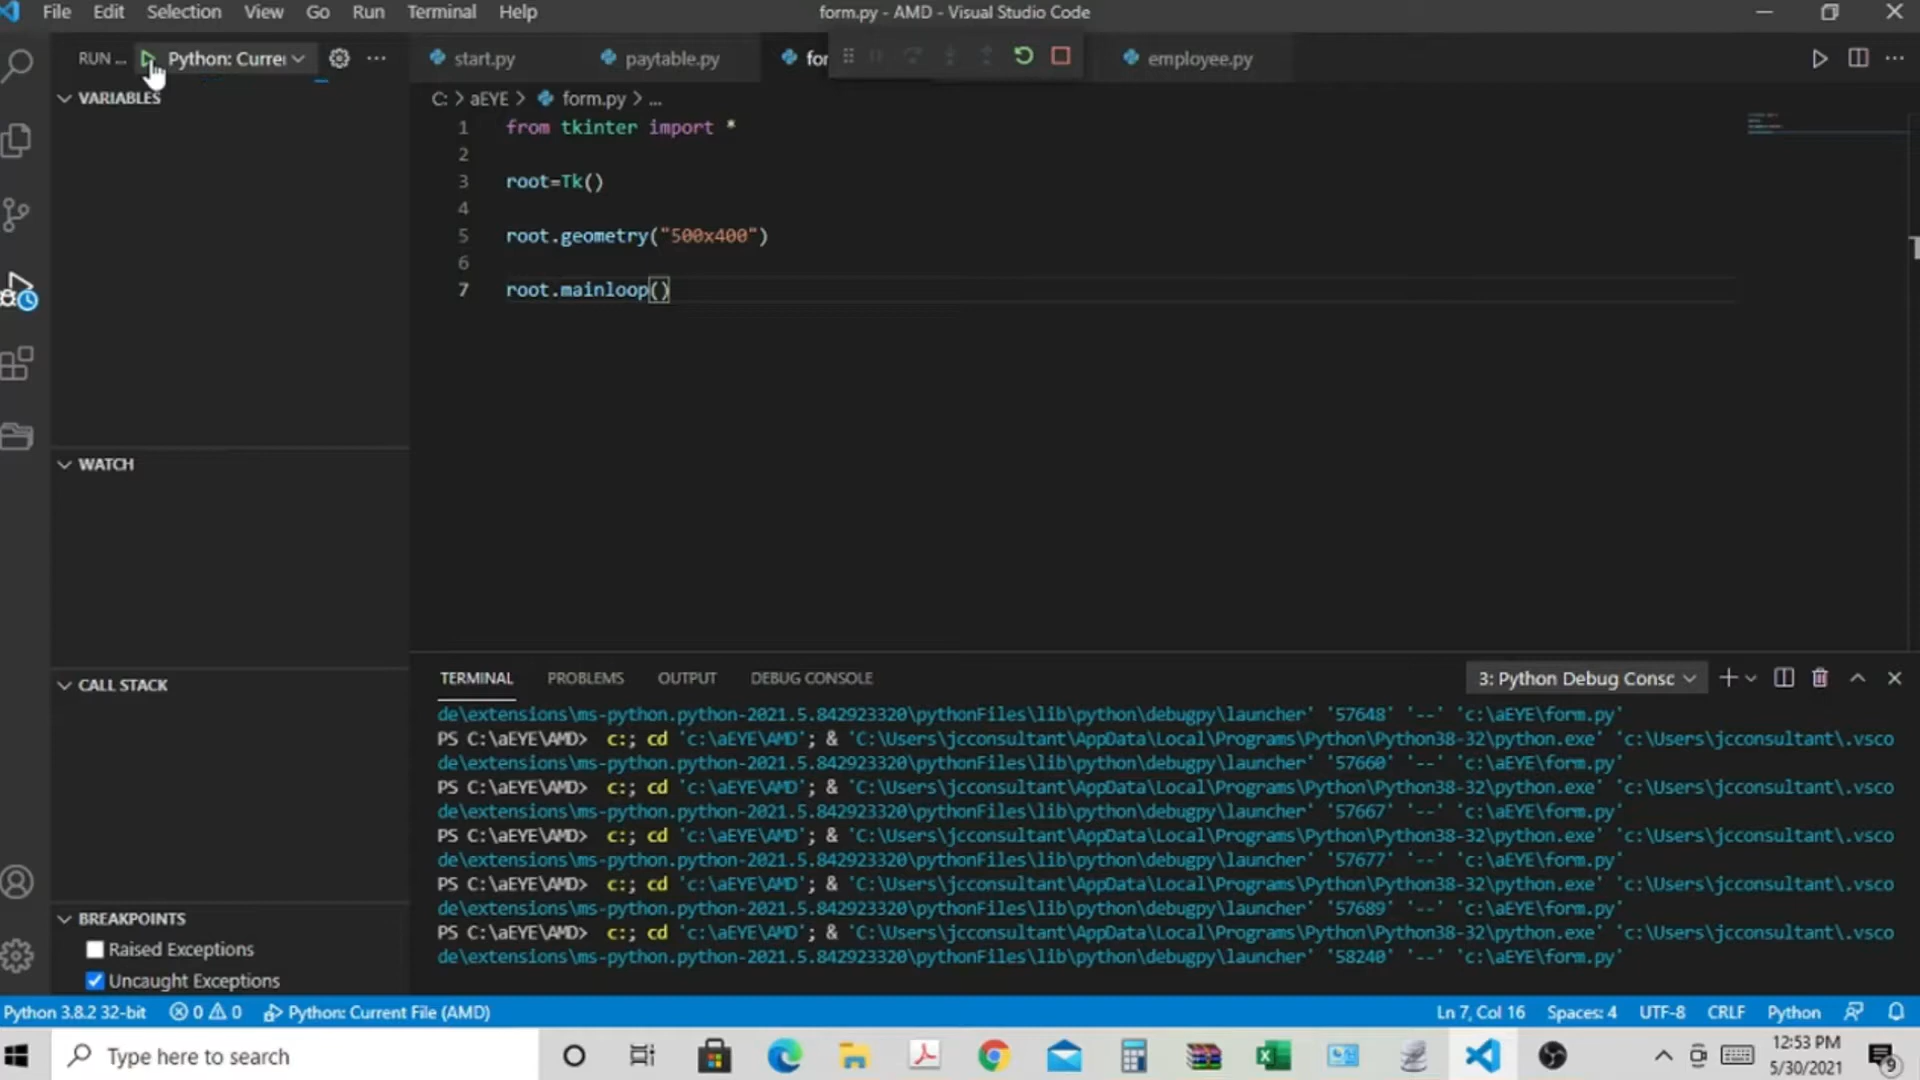 File Edit Selection View Go Run Terminal Help
form.py - AMD - Visual Studio Code
RUN ... Python: Curre
start.py
paytable.py
for
employee.py
VARIABLES
C: > aEYE > form.py > ...
1 from tkinter import *
2
3 root=Tk()
4
5 root.geometry("500x400")
6
7 root.mainloop()
WATCH
CALL STACK
BREAKPOINTS
Raised Exceptions
Uncaught Exceptions
TERMINAL PROBLEMS OUTPUT DEBUG CONSOLE
3: Python Debug Consc
de\extensions\ms-python.python-2021.5.842923320\pythonFiles\lib\python\debugpy\launcher' '57648' '--' 'c:\aEYE\form.py'
PS C:\aEYE\AMD> c:; cd 'c:\aEYE\AMD'; & 'C:\Users\jcconsultant\AppData\Local\Programs\Python\Python38-32\python.exe' 'c:\Users\jcconsultant\.vsco
de\extensions\ms-python.python-2021.5.842923320\pythonFiles\lib\python\debugpy\launcher' '57660' '--' 'c:\aEYE\form.py'
PS C:\aEYE\AMD> c:; cd 'c:\aEYE\AMD'; & 'C:\Users\jcconsultant\AppData\Local\Programs\Python\Python38-32\python.exe' 'c:\Users\jcconsultant\.vsco
de\extensions\ms-python.python-2021.5.842923320\pythonFiles\lib\python\debugpy\launcher' '57667' '--' 'c:\aEYE\form.py'
PS C:\aEYE\AMD> c:; cd 'c:\aEYE\AMD'; & 'C:\Users\jcconsultant\AppData\Local\Programs\Python\Python38-32\python.exe' 'c:\Users\jcconsultant\.vsco
de\extensions\ms-python.python-2021.5.842923320\pythonFiles\lib\python\debugpy\launcher' '57677' '--' 'c:\aEYE\form.py'
PS C:\aEYE\AMD> c:; cd 'c:\aEYE\AMD'; & 'C:\Users\jcconsultant\AppData\Local\Programs\Python\Python38-32\python.exe' 'c:\Users\jcconsultant\.vsco
de\extensions\ms-python.python-2021.5.842923320\pythonFiles\lib\python\debugpy\launcher' '57689' '--' 'c:\aEYE\form.py'
PS C:\aEYE\AMD> c:; cd 'c:\aEYE\AMD'; & 'C:\Users\jcconsultant\AppData\Local\Programs\Python\Python38-32\python.exe' 'c:\Users\jcconsultant\.vsco
de\extensions\ms-python.python-2021.5.842923320\pythonFiles\lib\python\debugpy\launcher' '58240' '--' 'c:\aEYE\form.py'
Python 3.8.2 32-bit 0 0 Python: Current File (AMD) Ln 7, Col 16 Spaces: 4 UTF-8 CRLF Python
Type here to search
12:53 PM
5/30/2021
9